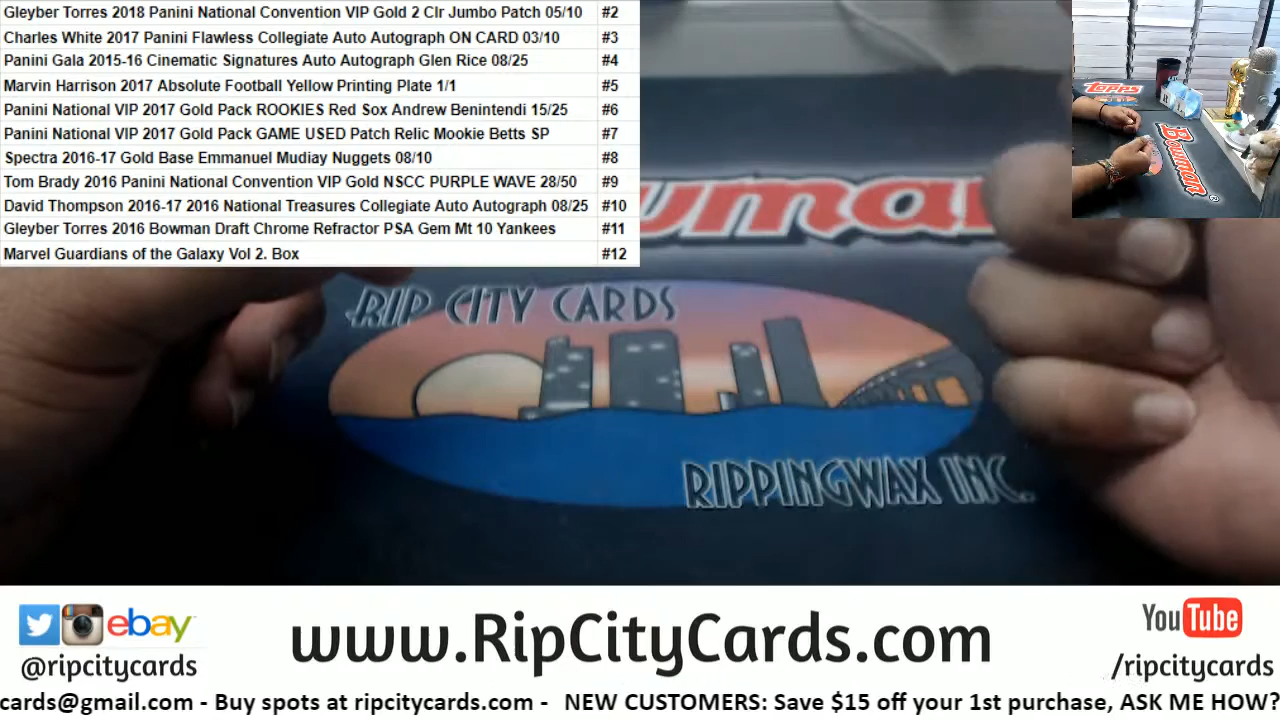 Gleyber Torres 2018 Panini National Convention VIP Gold 2 Clr Jumbo Patch 05/10 #2
Charles White 2017 Panini Flawless Collegiate Auto Autograph ON CARD 03/10 #3
Panini Gala 2015-16 Cinematic Signatures Auto Autograph Glen Rice 08/25 #4
Marvin Harrison 2017 Absolute Football Yellow Printing Plate 1/1 #5
Panini National VIP 2017 Gold Pack ROOKIES Red Sox Andrew Benintendi 15/25 #6
Panini National VIP 2017 Gold Pack GAME USED Patch Relic Mookie Betts SP #7
Spectra 2016-17 Gold Base Emmanuel Mudiay Nuggets 08/10 #8
Tom Brady 2016 Panini National Convention VIP Gold NSCC PURPLE WAVE 28/50 #9
David Thompson 2016-17 2016 National Treasures Collegiate Auto Autograph 08/25 #10
Gleyber Torres 2016 Bowman Draft Chrome Refractor PSA Gem Mt 10 Yankees #11
Marvel Guardians of the Galaxy Vol 2. Box #12
Topps
Bowman
RIP CITY CARDS
RIPPINGWAX INC.
ebay
@ripcitycards
www.RipCityCards.com
YouTube
/ripcitycards
cards@gmail.com - Buy spots at ripcitycards.com - NEW CUSTOMERS: Save $15 off your 1st purchase, ASK ME HOW?